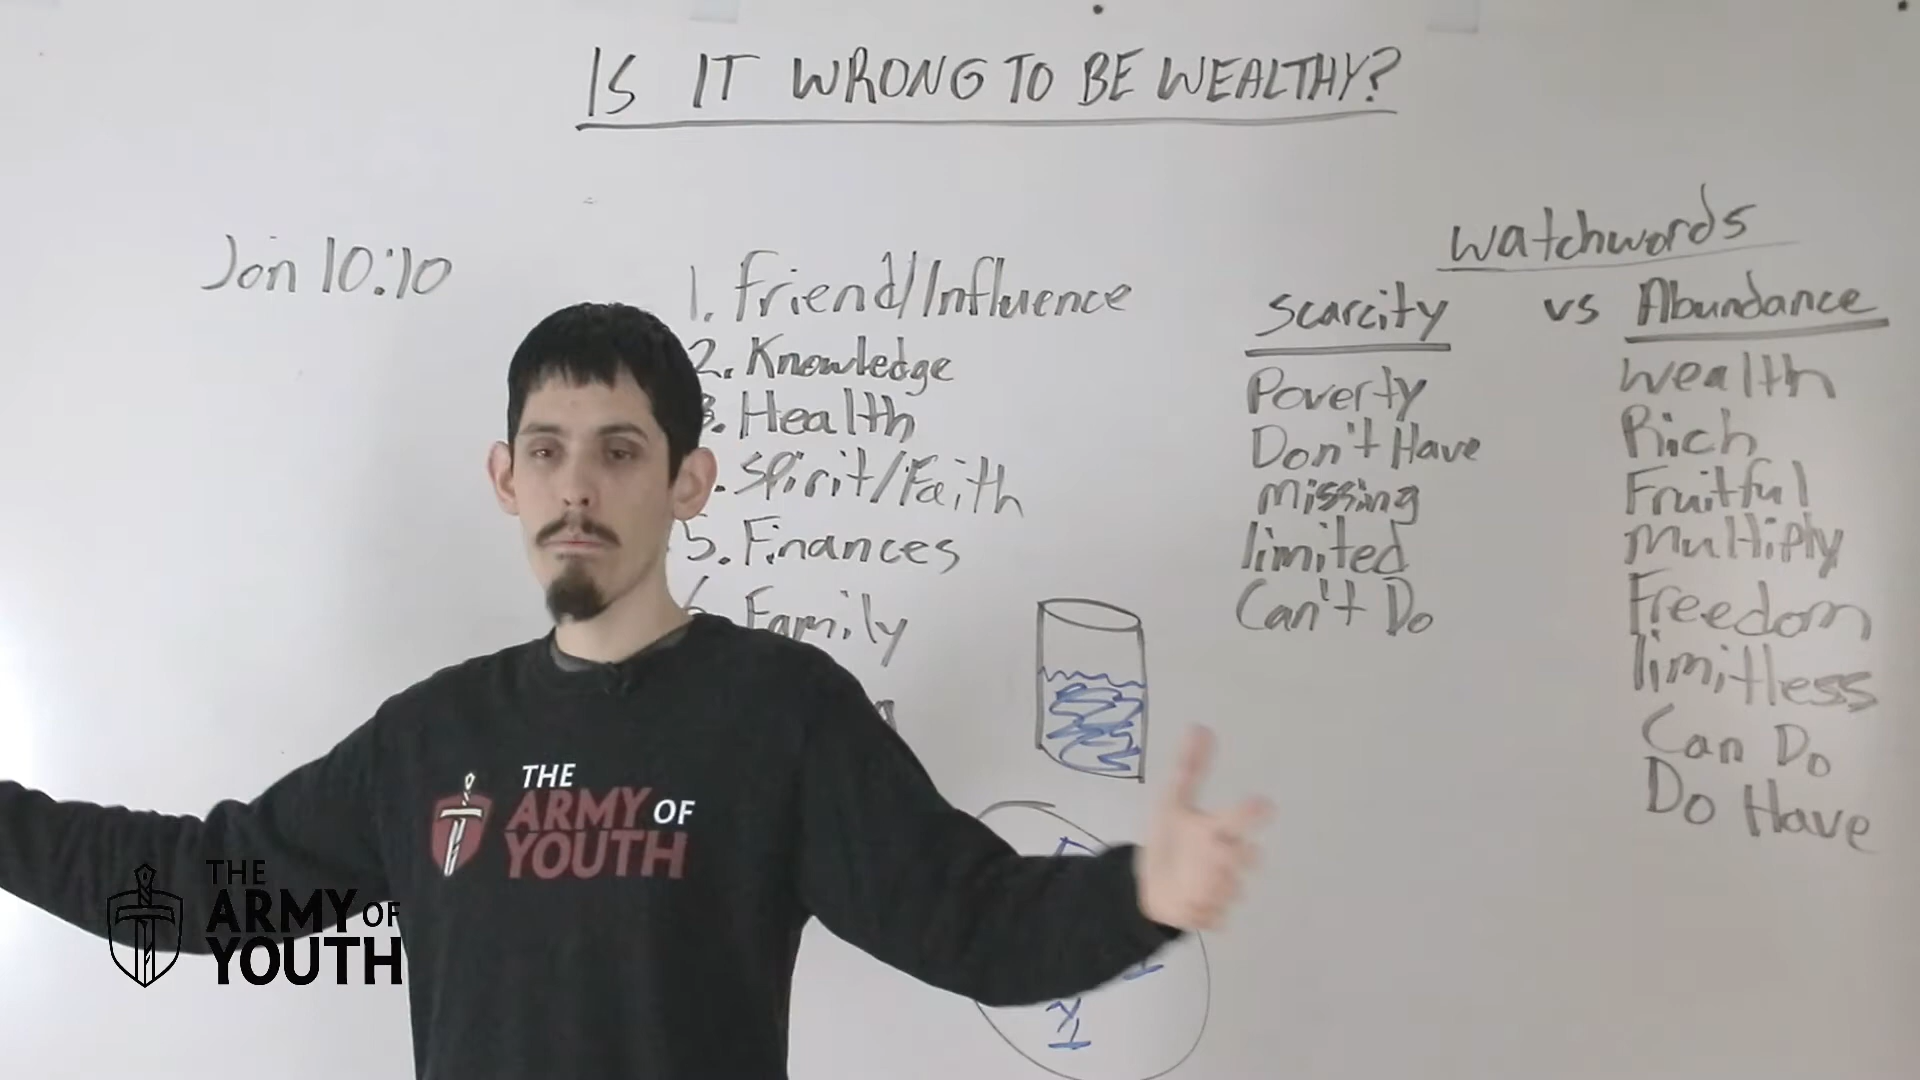 IS IT WRONG TO BE WEALTHY?
Jon 10:10
1. Friend/Influence
2. Knowledge
3. Health
. Spirit/Faith
5. Finances
6. Family
Watchwords
Scarcity vs Abundance
Poverty
Don't Have
Missing
limited
Can't Do
Wealth
Rich
Fruitful
Multiply
Freedom
limitless
Can Do
Do Have
THE
ARMY OF
YOUTH
THE
ARMY OF
YOUTH